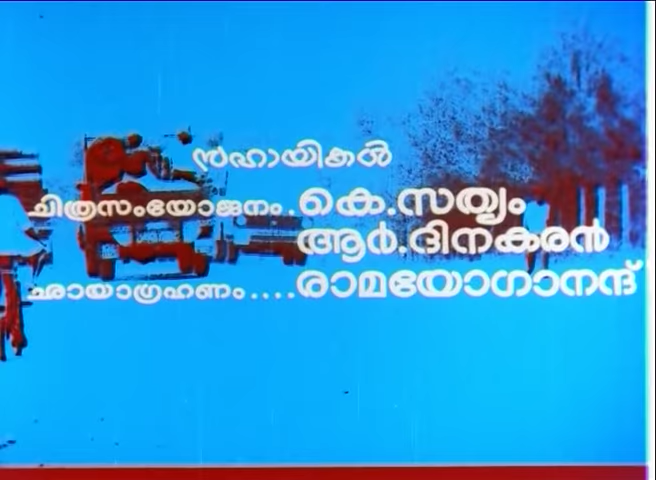 സഹായികൾ
ചിത്രസംയോജനം . കെ. സത്യം
ആർ. ദിനകരൻ
ഛായാഗ്രഹണം .... രാമയോഗാനന്ദ്